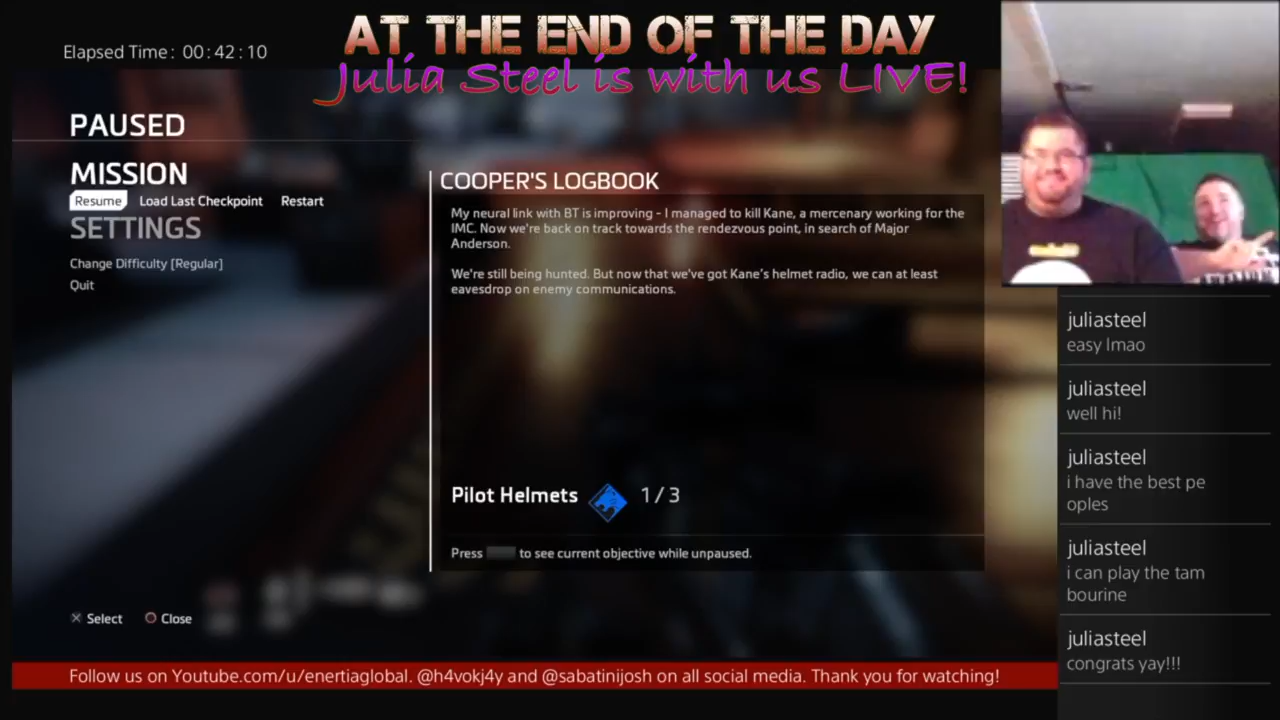 AT THE END OF THE DAY
Julia Steel is with us LIVE!
Elapsed Time: 00:42:10
PAUSED
MISSION
Resume Load Last Checkpoint Restart
SETTINGS
Change Difficulty [Regular]
Quit
COOPER'S LOGBOOK
My neural link with BT is improving - I managed to kill Kane, a mercenary working for the
IMC. Now we're back on track towards the rendezvous point, in search of Major
Anderson.
We're still being hunted. But now that we've got Kane's helmet radio, we can at least
eavesdrop on enemy communications.
Pilot Helmets 1 / 3
Press to see current objective while unpaused.
Select Close
juliasteel
easy lmao
juliasteel
well hi!
juliasteel
i have the best pe
oples
juliasteel
i can play the tam
bourine
juliasteel
congrats yay!!!
Follow us on Youtube.com/u/enertiaglobal. @h4vokj4y and @sabatinijosh on all social media. Thank you for watching!